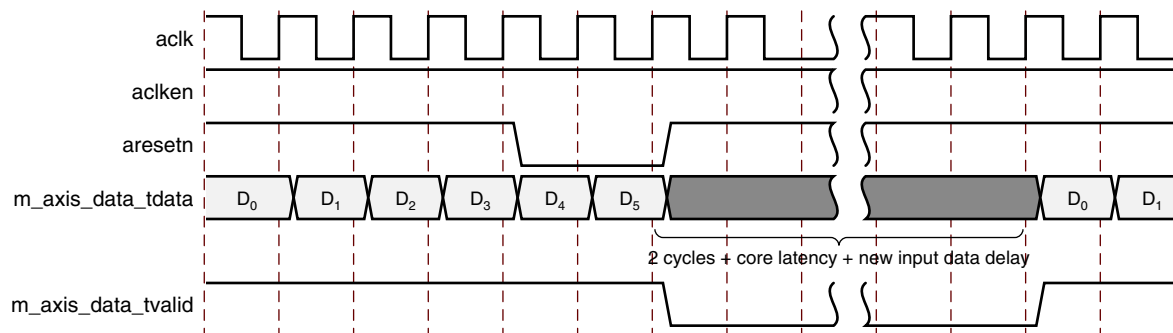 aclk
aclken
aresetn
m_axis_data_tdata D₀ D₁ D₂ D₃ D₄ D₅ D₀ D₁
2 cycles + core latency + new input data delay
m_axis_data_tvalid